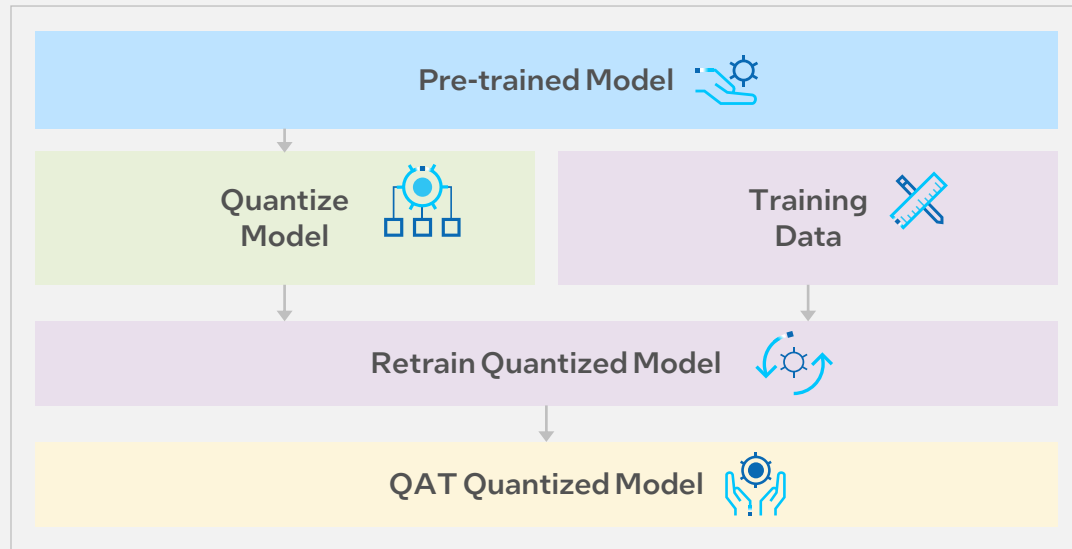 Pre-trained Model
Quantize
Model
Training
Data
Retrain Quantized Model
QAT Quantized Model